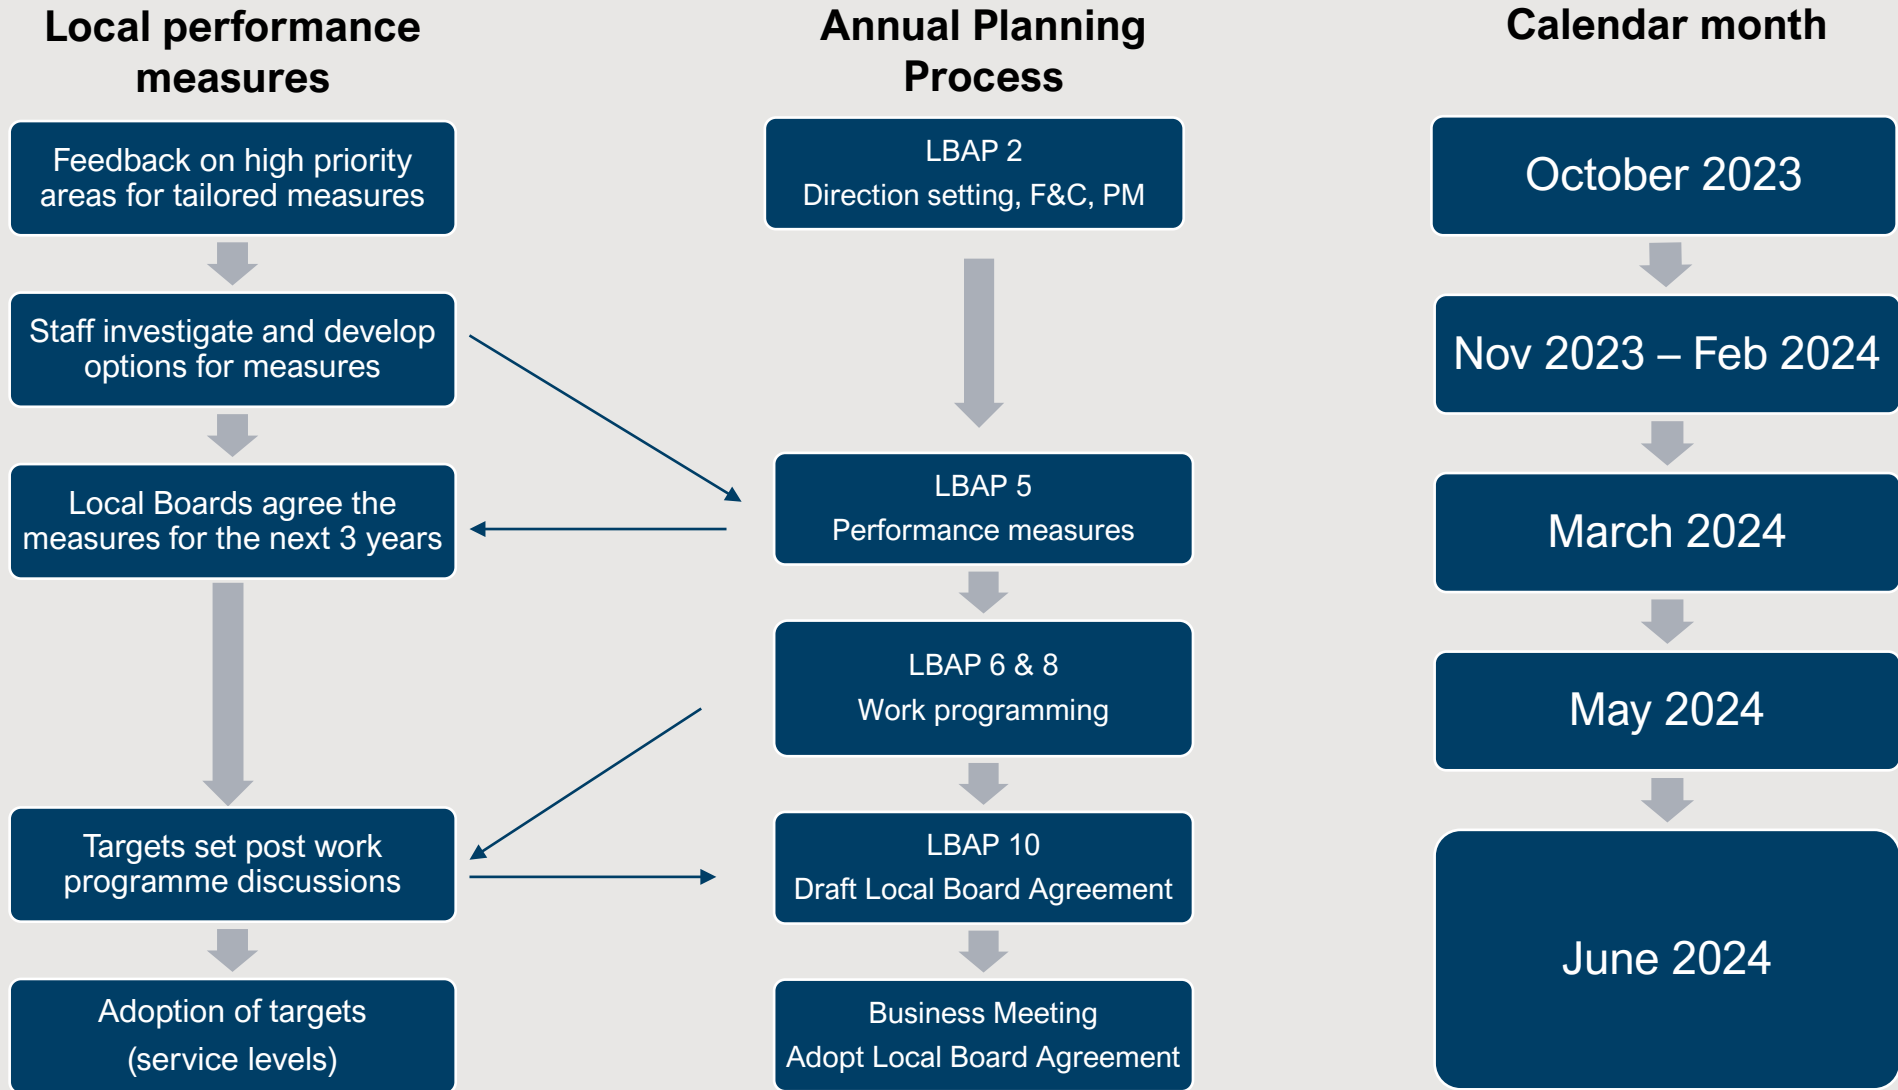 Local performance
measures
Feedback on high priority
areas for tailored measures
Staff investigate and develop
options for measures
Local Boards agree the
measures for the next 3 years
Targets set post work
programme discussions
Adoption of targets
(service levels)
Annual Planning
Process
LBAP 2
Direction setting, F&C, PM
LBAP 5
Performance measures
LBAP 6 & 8
Work programming
LBAP 10
Draft Local Board Agreement
Business Meeting
Adopt Local Board Agreement
Calendar month
October 2023
Nov 2023 – Feb 2024
March 2024
May 2024
June 2024